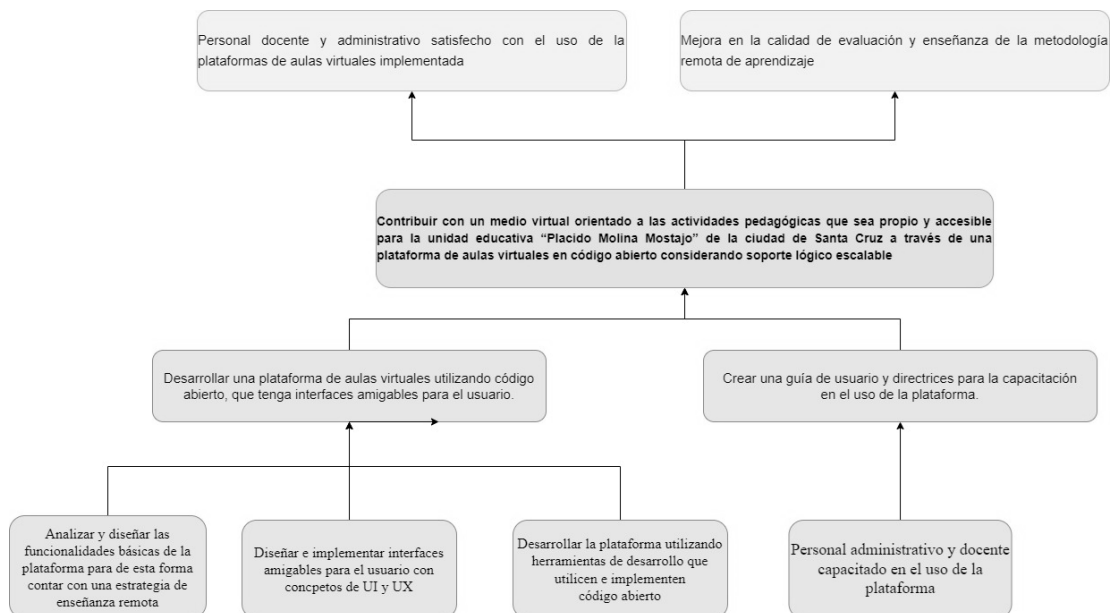 Personal docente y administrativo satisfecho con el uso de la
plataformas de aulas virtuales implementada
Mejora en la calidad de evaluación y enseñanza de la metodología
remota de aprendizaje
Contribuir con un medio virtual orientado a las actividades pedagógicas que sea propio y accesible
para la unidad educativa “Placido Molina Mostajo” de la ciudad de Santa Cruz a través de una
plataforma de aulas virtuales en código abierto considerando soporte lógico escalable
Desarrollar una plataforma de aulas virtuales utilizando código
abierto, que tenga interfaces amigables para el usuario.
Crear una guía de usuario y directrices para la capacitación
en el uso de la plataforma.
Analizar y diseñar las
funcionalidades básicas de la
plataforma para de esta forma
contar con una estrategia de
enseñanza remota
Diseñar e implementar interfaces
amigables para el usuario con
concpetos de UI y UX
Desarrollar la plataforma utilizando
herramientas de desarrollo que
utilicen e implementen
código abierto
Personal administrativo y docente
capacitado en el uso de la
plataforma